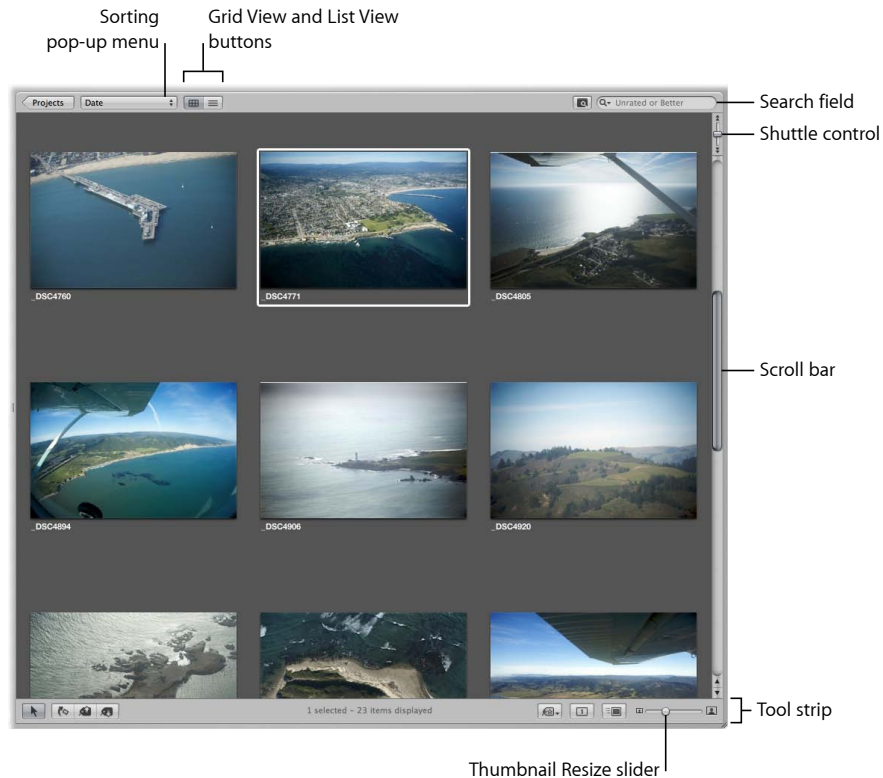 Sorting
pop-up menu
Grid View and List View
buttons
Projects
Date
Unrated or Better
Search field
Shuttle control
_DSC4760
_DSC4771
_DSC4805
Scroll bar
_DSC4894
_DSC4906
_DSC4920
1 selected – 23 items displayed
Tool strip
Thumbnail Resize slider